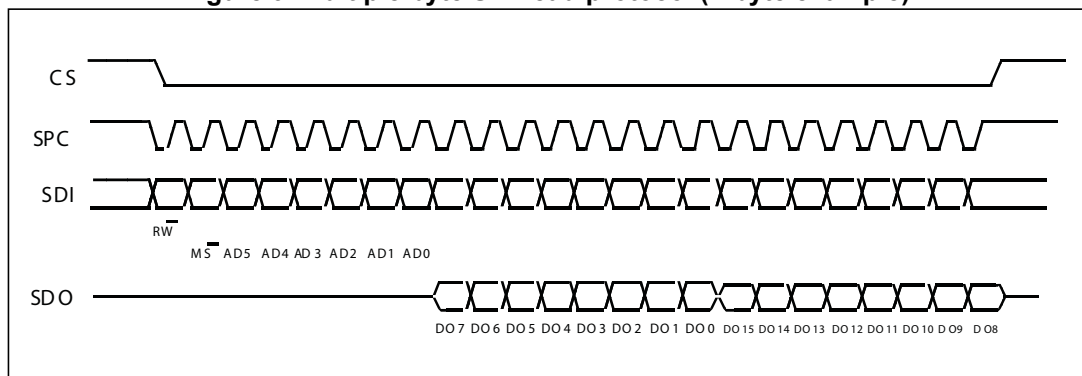 CS
SPC
SDI
RW
MS AD5 AD4 AD3 AD2 AD1 AD0
SDO
DO7 DO6 DO5 DO4 DO3 DO2 DO1 DO0 DO15 DO14 DO13 DO12 DO11 DO10 DO9 DO8